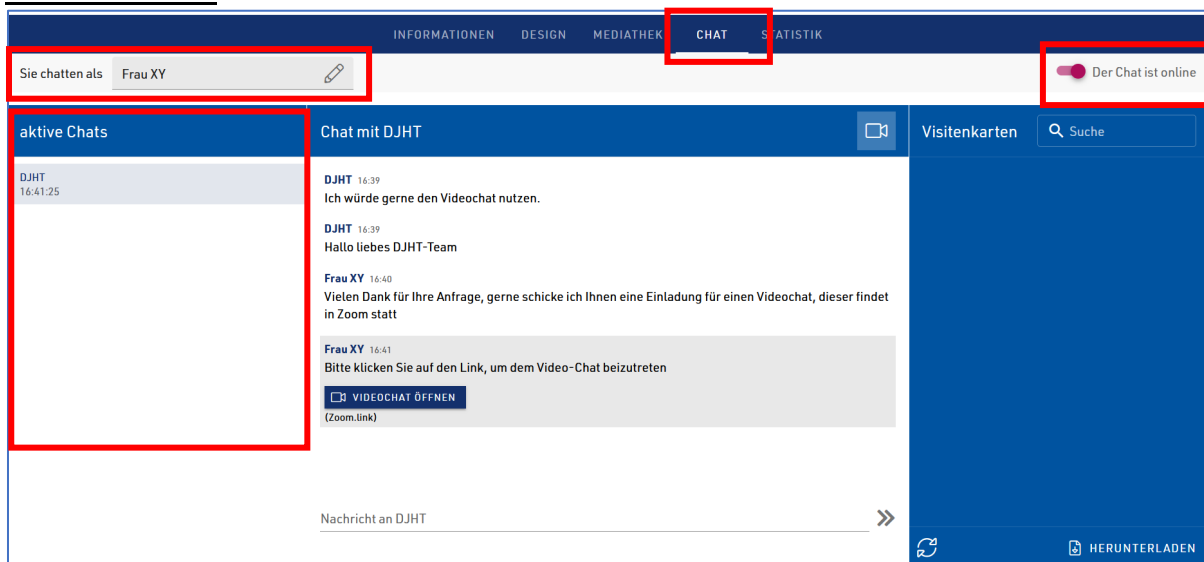 INFORMATIONEN DESIGN MEDIATHEK CHAT STATISTIK
Sie chatten als Frau XY
Der Chat ist online
aktive Chats
DJHT
16:41:25
Chat mit DJHT
DJHT 16:39
Ich würde gerne den Videochat nutzen.
DJHT 16:39
Hallo liebes DJHT-Team
Frau XY 16:40
Vielen Dank für Ihre Anfrage, gerne schicke ich Ihnen eine Einladung für einen Videochat, dieser findet
in Zoom statt
Frau XY 16:41
Bitte klicken Sie auf den Link, um dem Video-Chat beizutreten
VIDEOCHAT ÖFFNEN
(Zoom.link)
Nachricht an DJHT
Visitenkarten Suche
HERUNTERLADEN